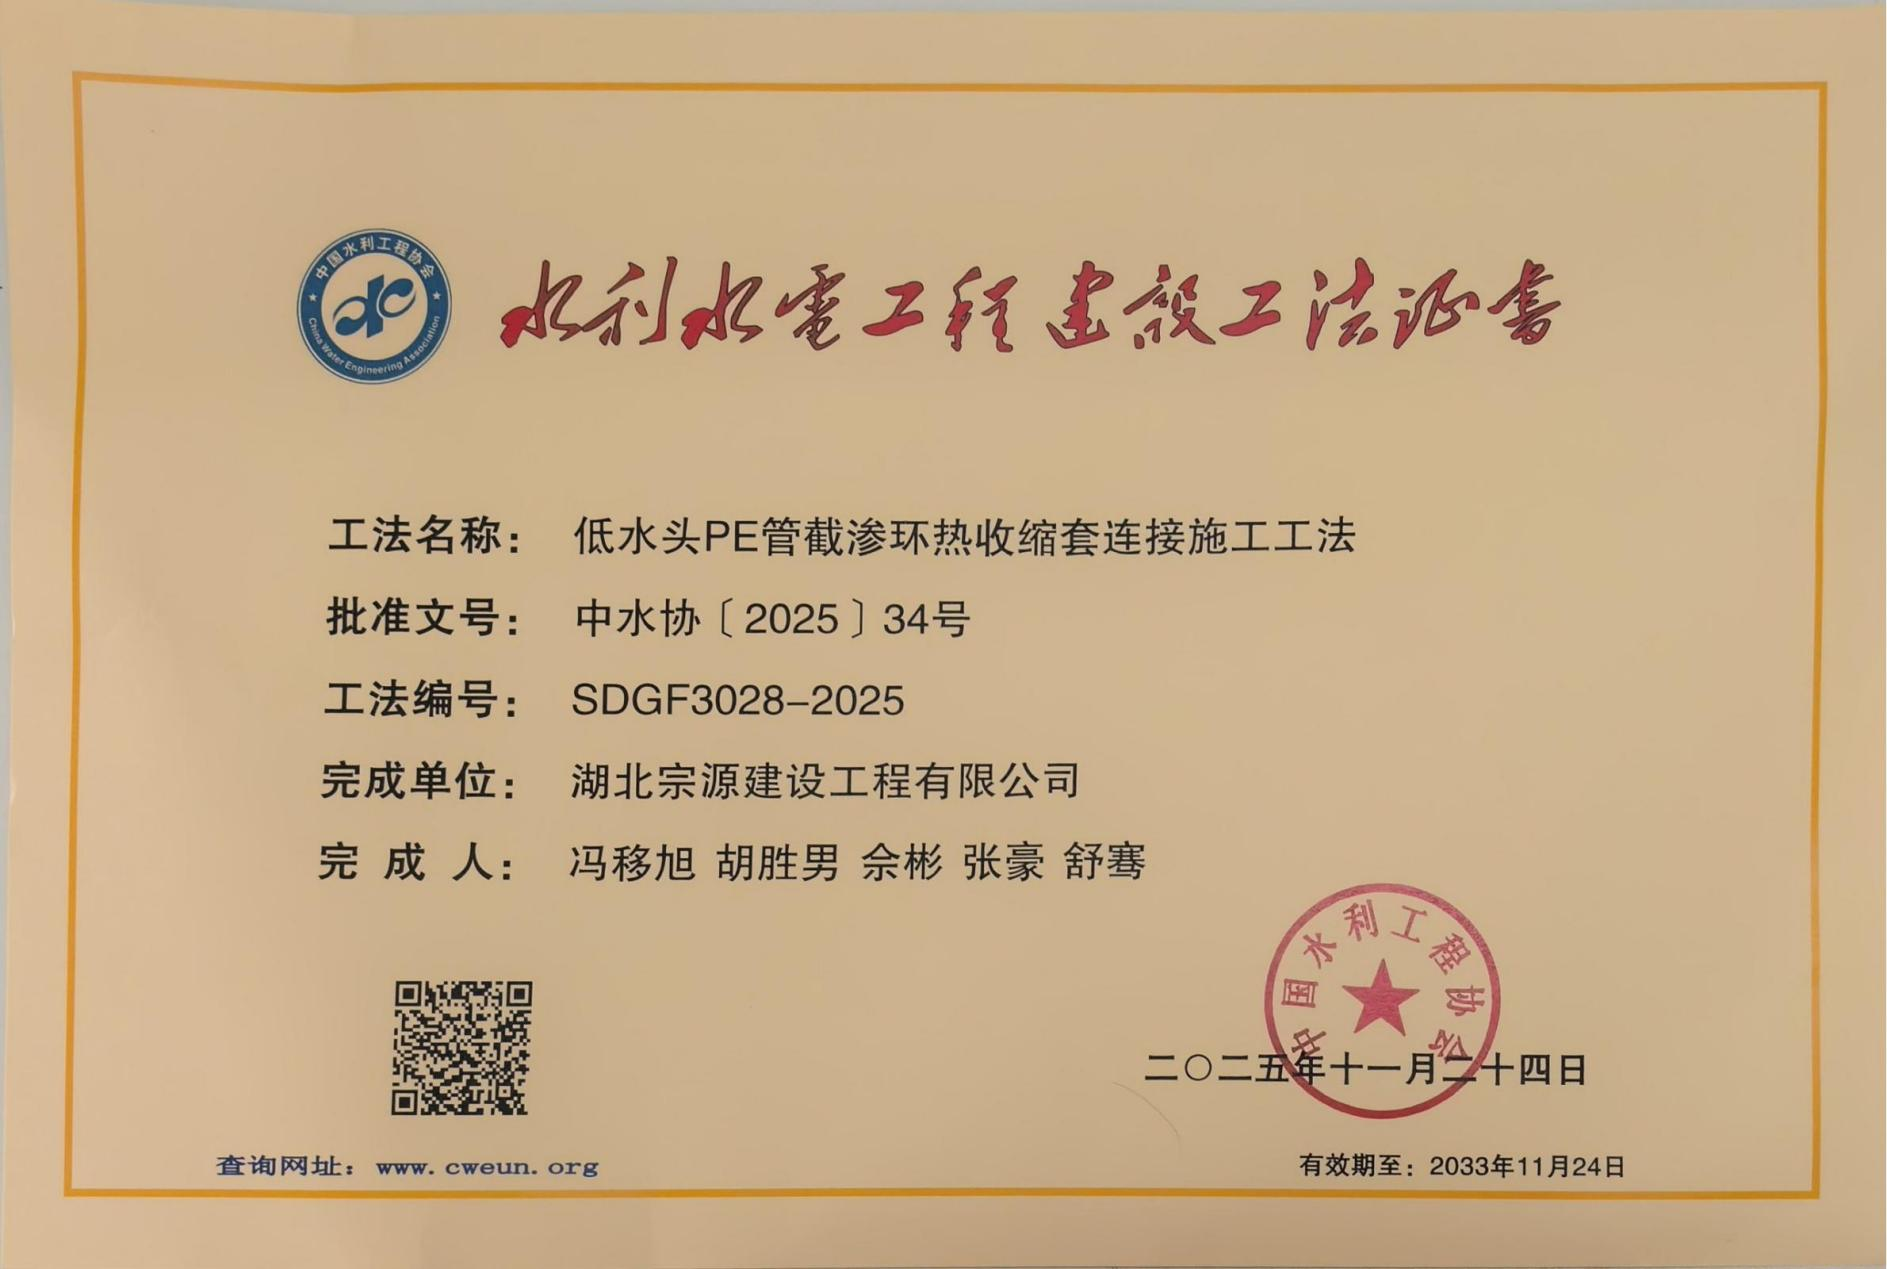 中国水利工程协会
China Water Engineering Association
水利水電工程建設工法证書
工法名称： 低水头PE管截渗环热收缩套连接施工工法
批准文号： 中水协〔2025〕34号
工法编号： SDGF3028-2025
完成单位： 湖北宗源建设工程有限公司
完 成 人： 冯移旭 胡胜男 佘彬 张豪 舒骞
中国水利工程协会
二〇二五年十一月二十四日
查询网址：www.cweun.org
有效期至：2033年11月24日